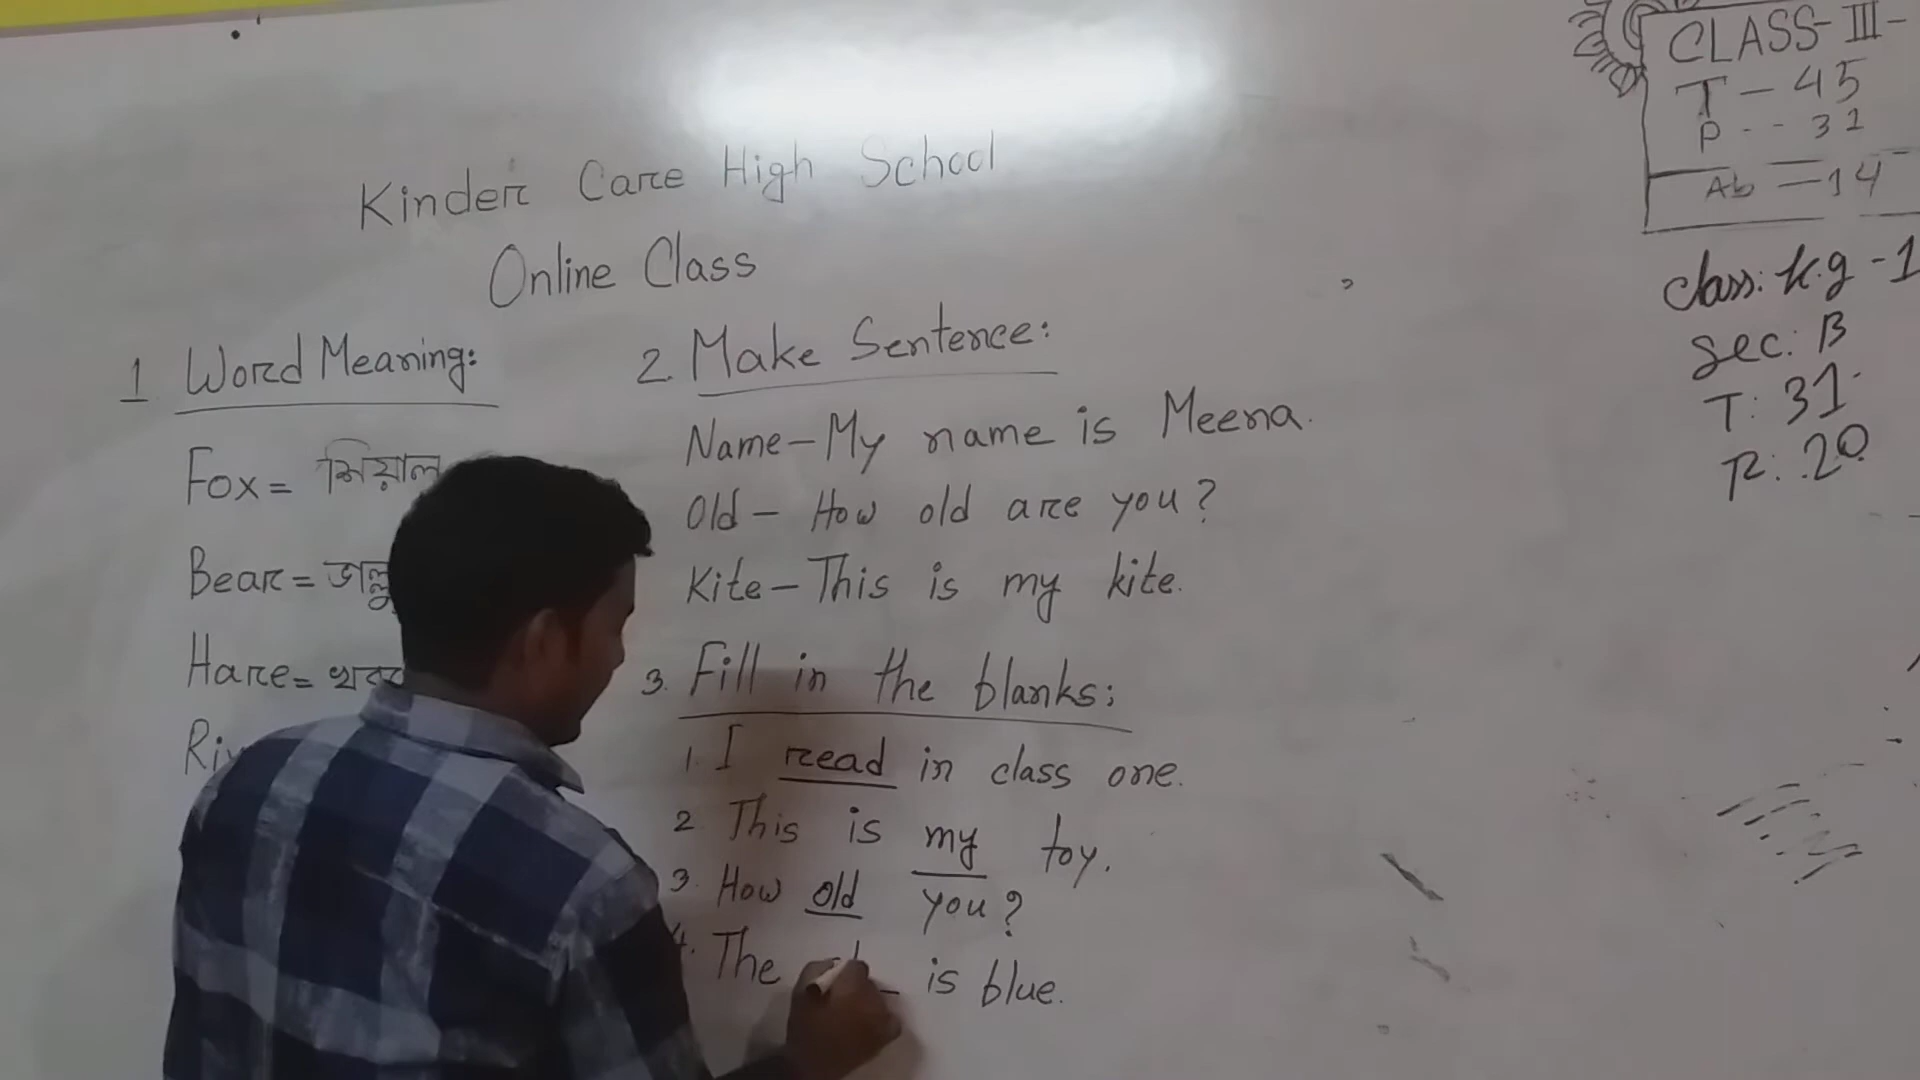 Kinder Care High School
Online Class
1 Word Meaning:
Fox = শিয়াল
Bear =
Hare =
2. Make Sentence:
Name – My name is Meena.
Old – How old are you?
Kite – This is my kite.
3. Fill in the blanks:
1. I read in class one.
2. This is my toy.
3. How old you?
4. The is blue.
CLASS-III-
T – 45
P -- 31
Ab = 14
class: k.g - 1
Sec: B
T: 31
P: 20